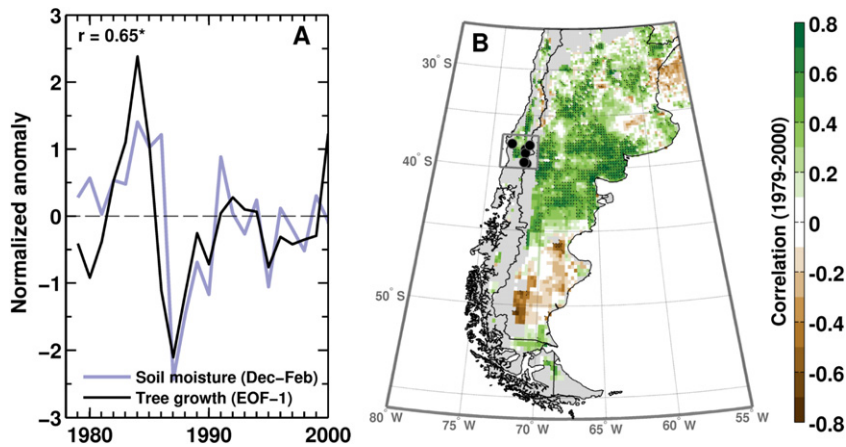 3
2
1
0
-1
-2
-3
Normalized anomaly
r = 0.65*
A
Soil moisture (Dec-Feb)
Tree growth (EOF-1)
1980
1990
2000
B
30° S
40° S
50° S
80° W
75° W
70° W
65° W
60° W
55° W
0.8
0.6
0.4
0.2
0
-0.2
-0.4
-0.6
-0.8
Correlation (1979-2000)